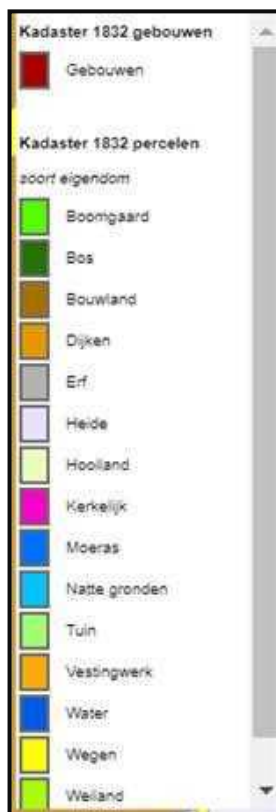 Kadaster 1832 gebouwen
Gebouwen
Kadaster 1832 percelen
soort eigendom
Boomgaard
Bos
Bouwland
Dijken
Erf
Heide
Hooiland
Kerkelijk
Moeras
Natte gronden
Tuin
Vestingwerk
Water
Wegen
Weiland